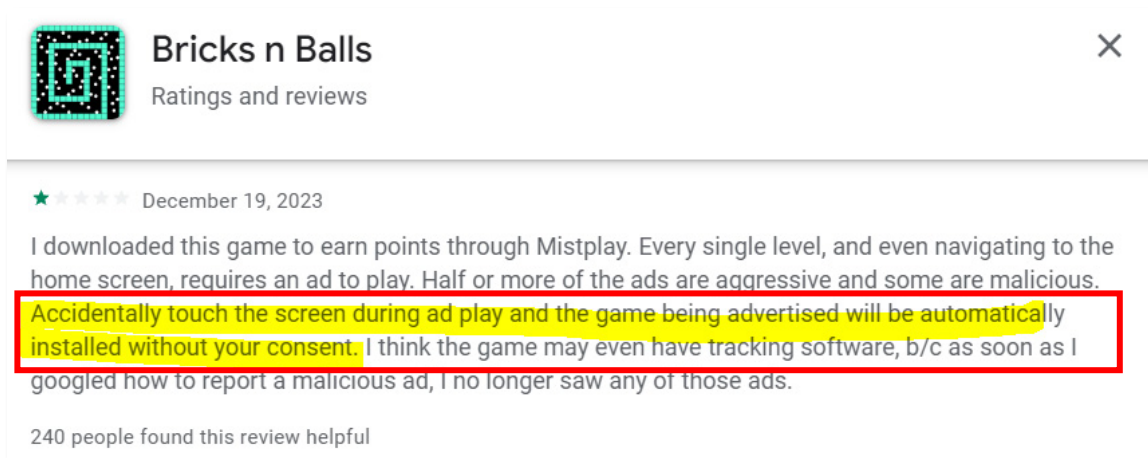 Bricks n Balls
Ratings and reviews
December 19, 2023
I downloaded this game to earn points through Mistplay. Every single level, and even navigating to the
home screen, requires an ad to play. Half or more of the ads are aggressive and some are malicious.
Accidentally touch the screen during ad play and the game being advertised will be automatically
installed without your consent. I think the game may even have tracking software, b/c as soon as I
googled how to report a malicious ad, I no longer saw any of those ads.
240 people found this review helpful